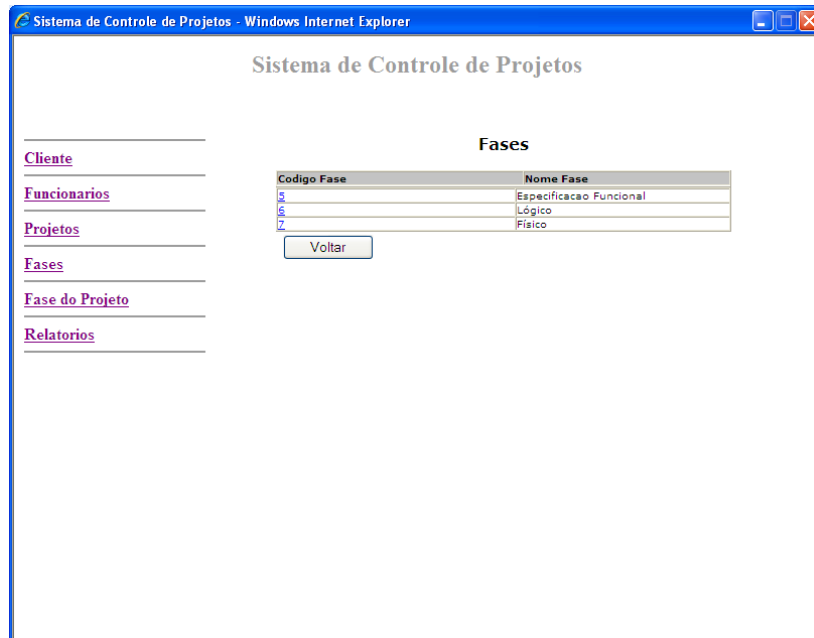 Sistema de Controle de Projetos - Windows Internet Explorer
Sistema de Controle de Projetos
Cliente
Funcionarios
Projetos
Fases
Fase do Projeto
Relatorios
Fases
Codigo Fase Nome Fase
5 Especificacao Funcional
6 Lógico
7 Físico
Voltar